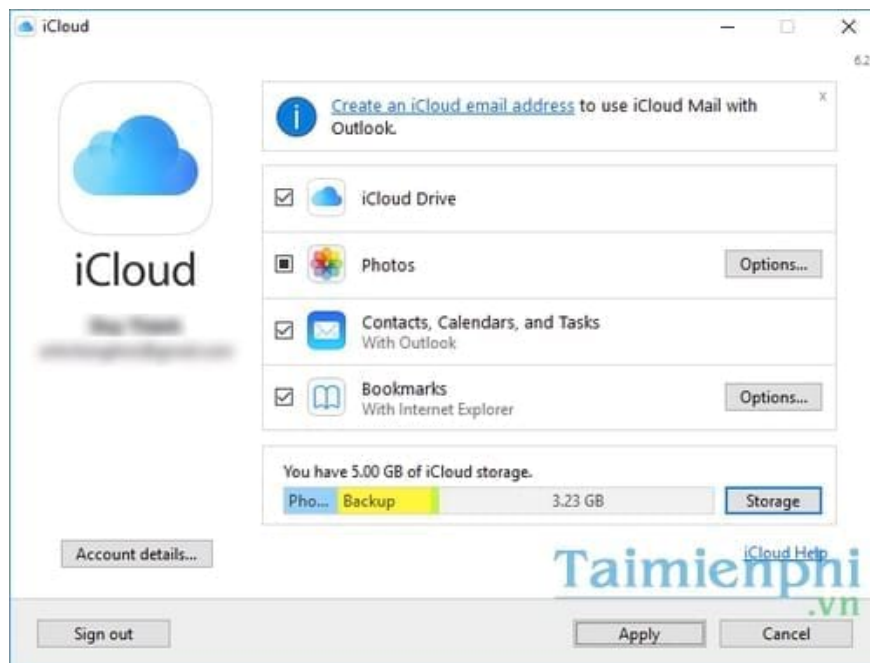 iCloud
6.2
Create an iCloud email address to use iCloud Mail with
Outlook.
iCloud Drive
iCloud
Photos
Options...
Contacts, Calendars, and Tasks
With Outlook
Bookmarks
With Internet Explorer
Options...
You have 5.00 GB of iCloud storage.
Pho... Backup 3.23 GB Storage
Account details...
iCloud Help
Taimienphi
.vn
Sign out Apply Cancel